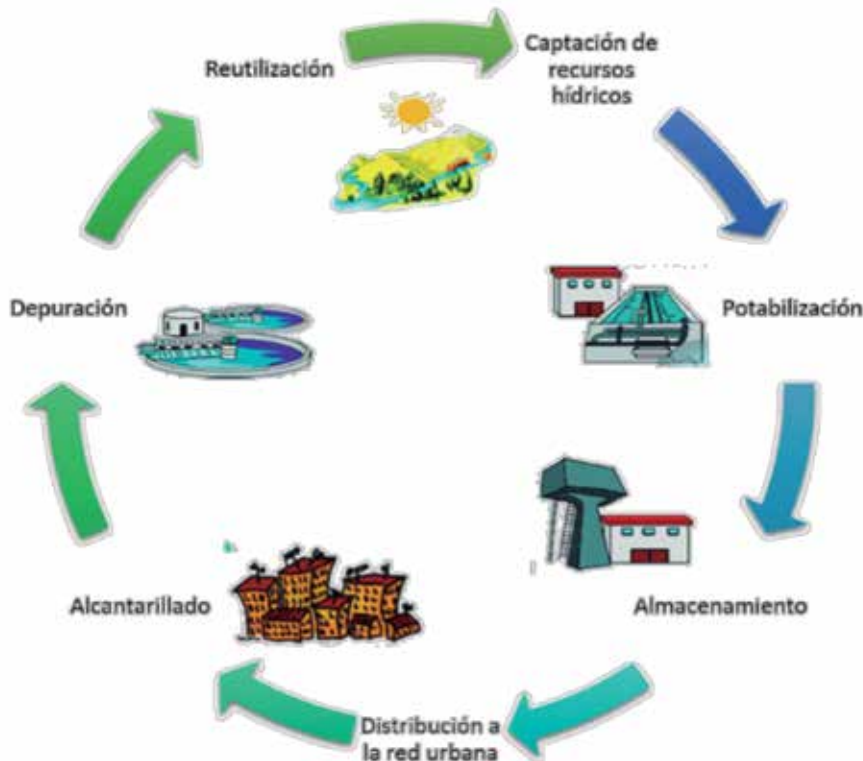 Reutilización
Captación de
recursos
hídricos
Potabilización
Almacenamiento
Distribución a
la red urbana
Alcantarillado
Depuración